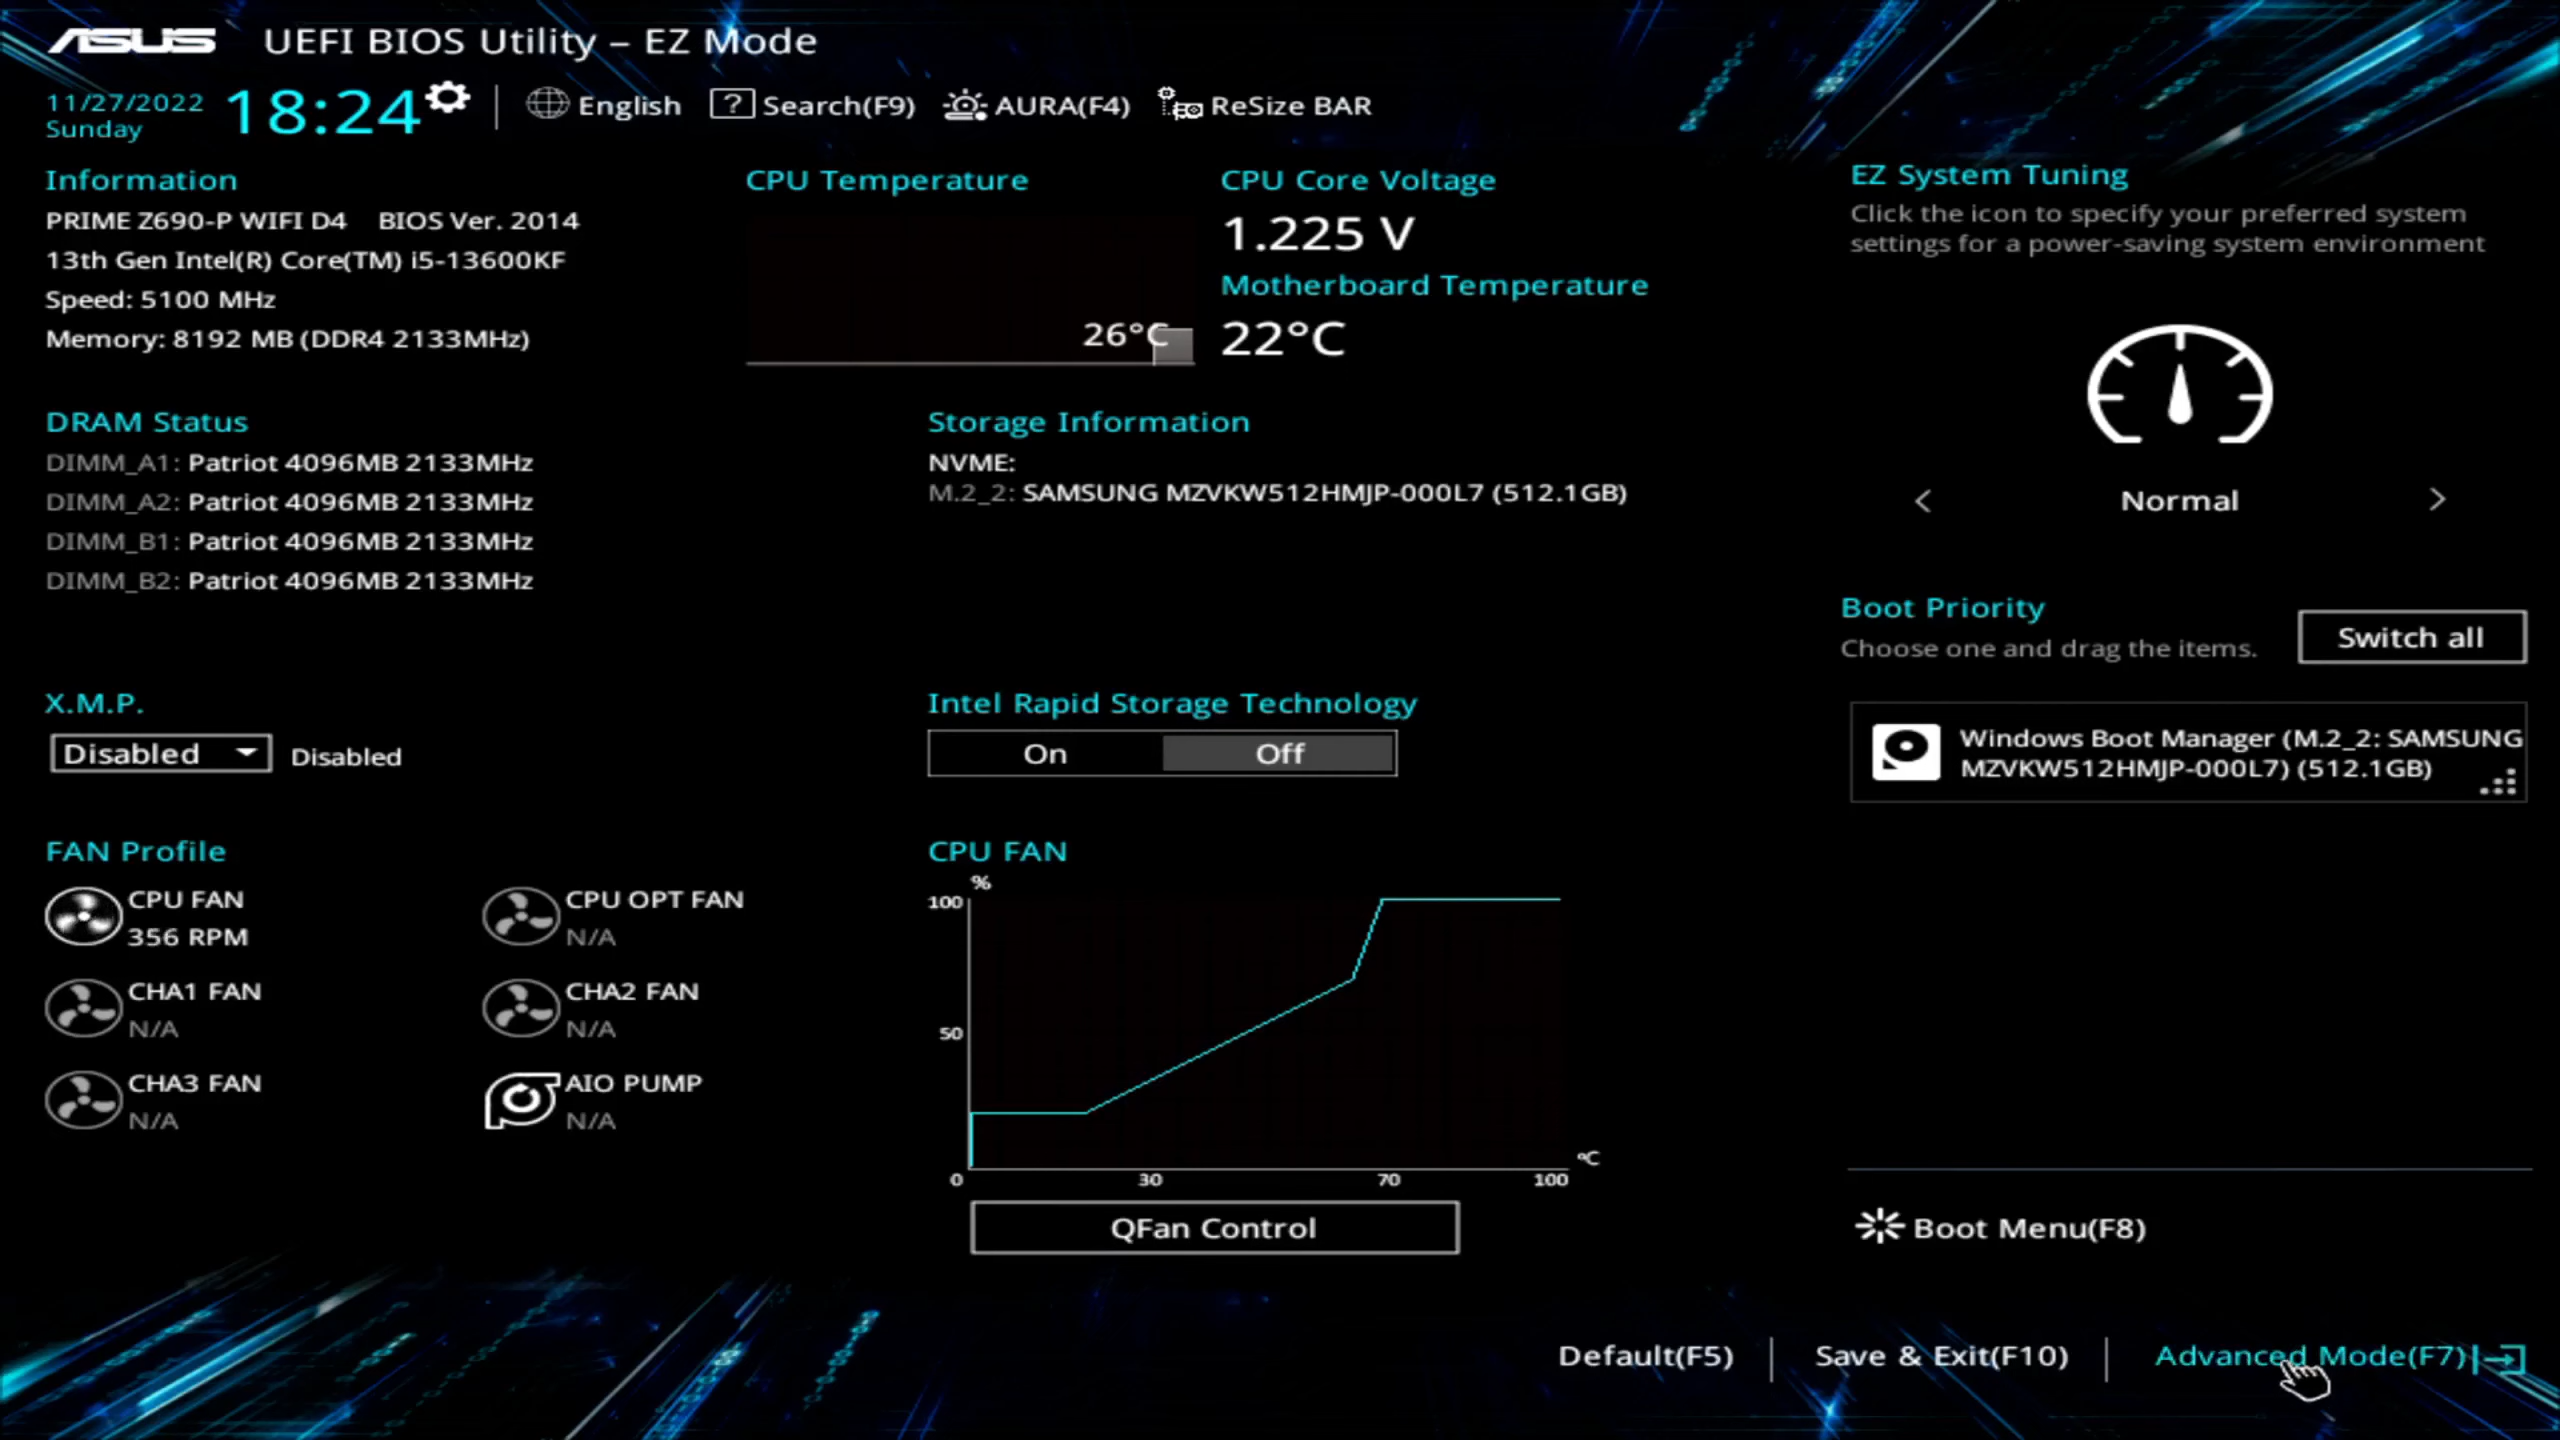 ASUS UEFI BIOS Utility – EZ Mode
11/27/2022
Sunday
18:24
English
Search(F9)
AURA(F4)
ReSize BAR
Information
PRIME Z690-P WIFI D4 BIOS Ver. 2014
13th Gen Intel(R) Core(TM) i5-13600KF
Speed: 5100 MHz
Memory: 8192 MB (DDR4 2133MHz)
CPU Temperature
26°C
CPU Core Voltage
1.225 V
Motherboard Temperature
22°C
EZ System Tuning
Click the icon to specify your preferred system
settings for a power-saving system environment
Normal
DRAM Status
DIMM_A1: Patriot 4096MB 2133MHz
DIMM_A2: Patriot 4096MB 2133MHz
DIMM_B1: Patriot 4096MB 2133MHz
DIMM_B2: Patriot 4096MB 2133MHz
Storage Information
NVME:
M.2_2: SAMSUNG MZVKW512HMJP-000L7 (512.1GB)
Boot Priority
Choose one and drag the items.
Switch all
Windows Boot Manager (M.2_2: SAMSUNG
MZVKW512HMJP-000L7) (512.1GB)
X.M.P.
Disabled
Disabled
Intel Rapid Storage Technology
On
Off
FAN Profile
CPU FAN
356 RPM
CPU OPT FAN
N/A
CHA1 FAN
N/A
CHA2 FAN
N/A
CHA3 FAN
N/A
AIO PUMP
N/A
CPU FAN
%
100
50
0
30
70
100
°C
QFan Control
Boot Menu(F8)
Default(F5)
Save & Exit(F10)
Advanced Mode(F7)